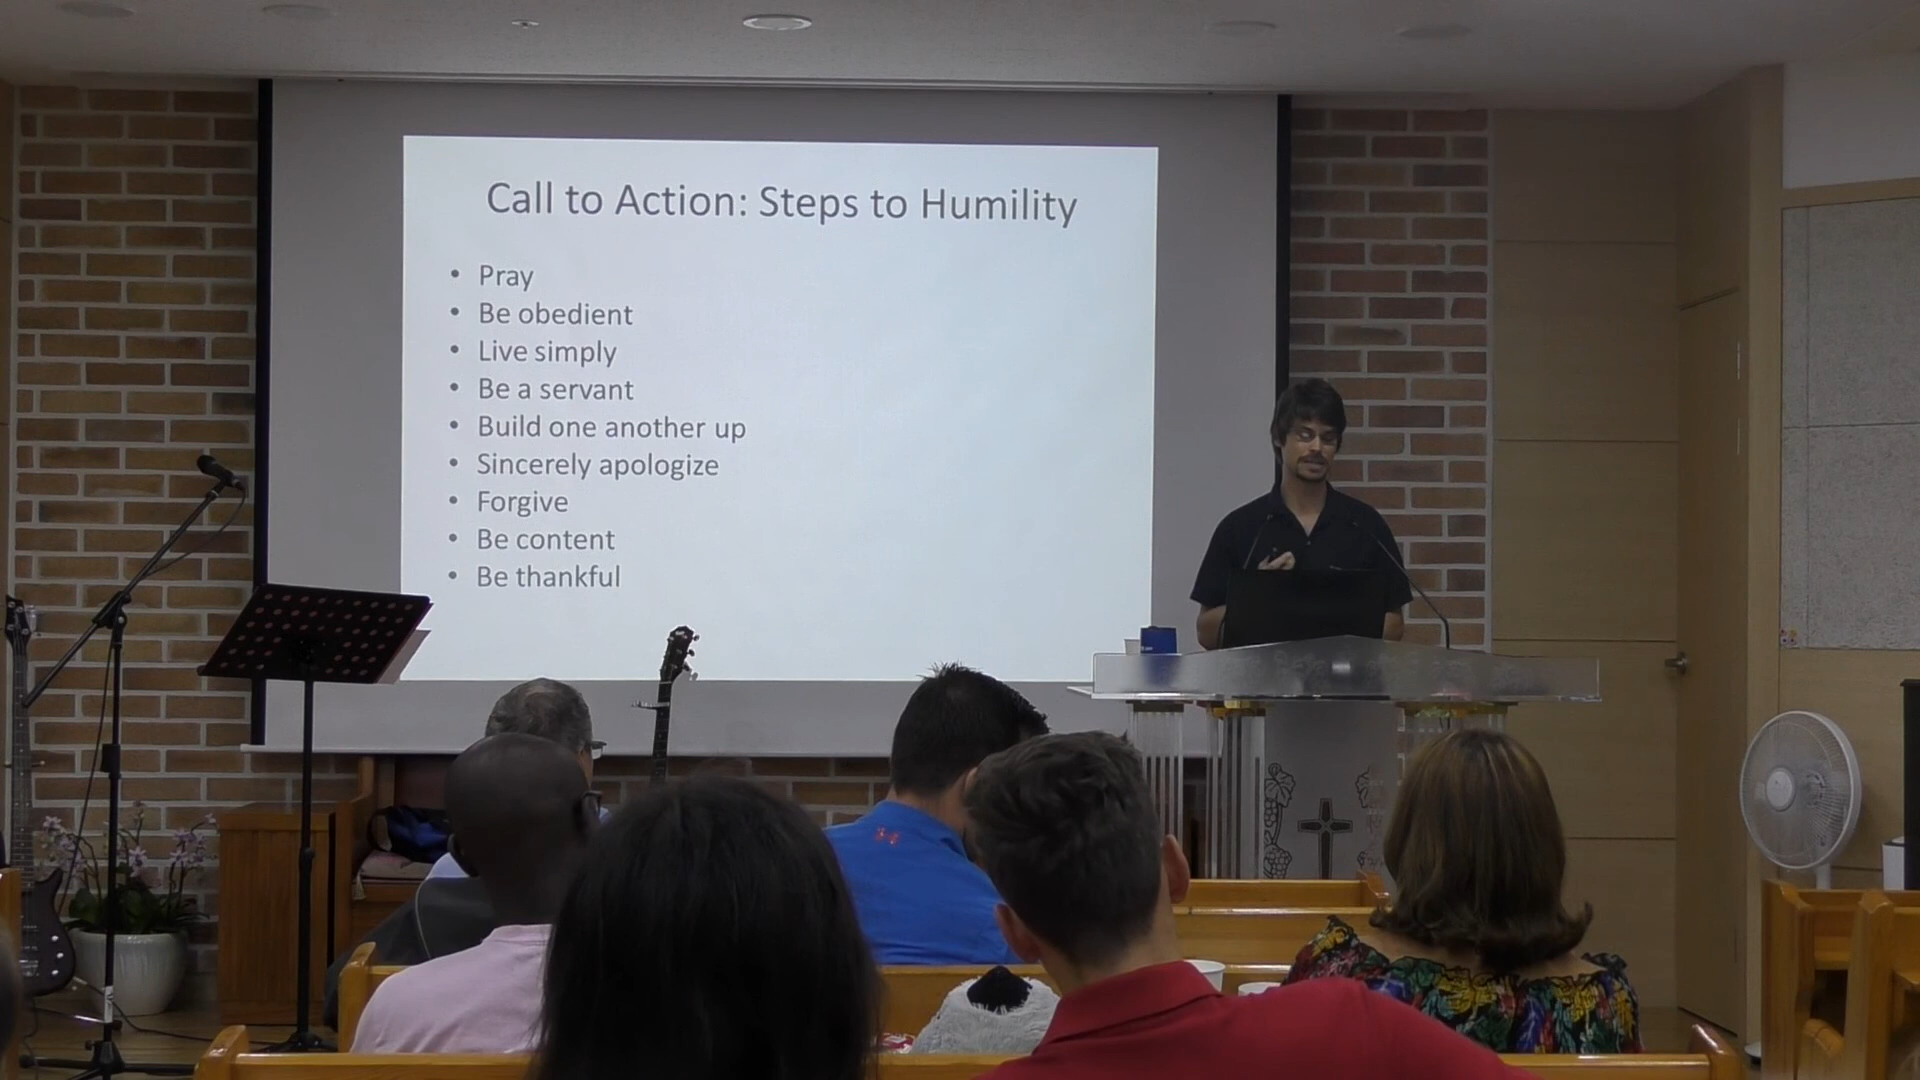 Call to Action: Steps to Humility
• Pray
• Be obedient
• Live simply
• Be a servant
• Build one another up
• Sincerely apologize
• Forgive
• Be content
• Be thankful